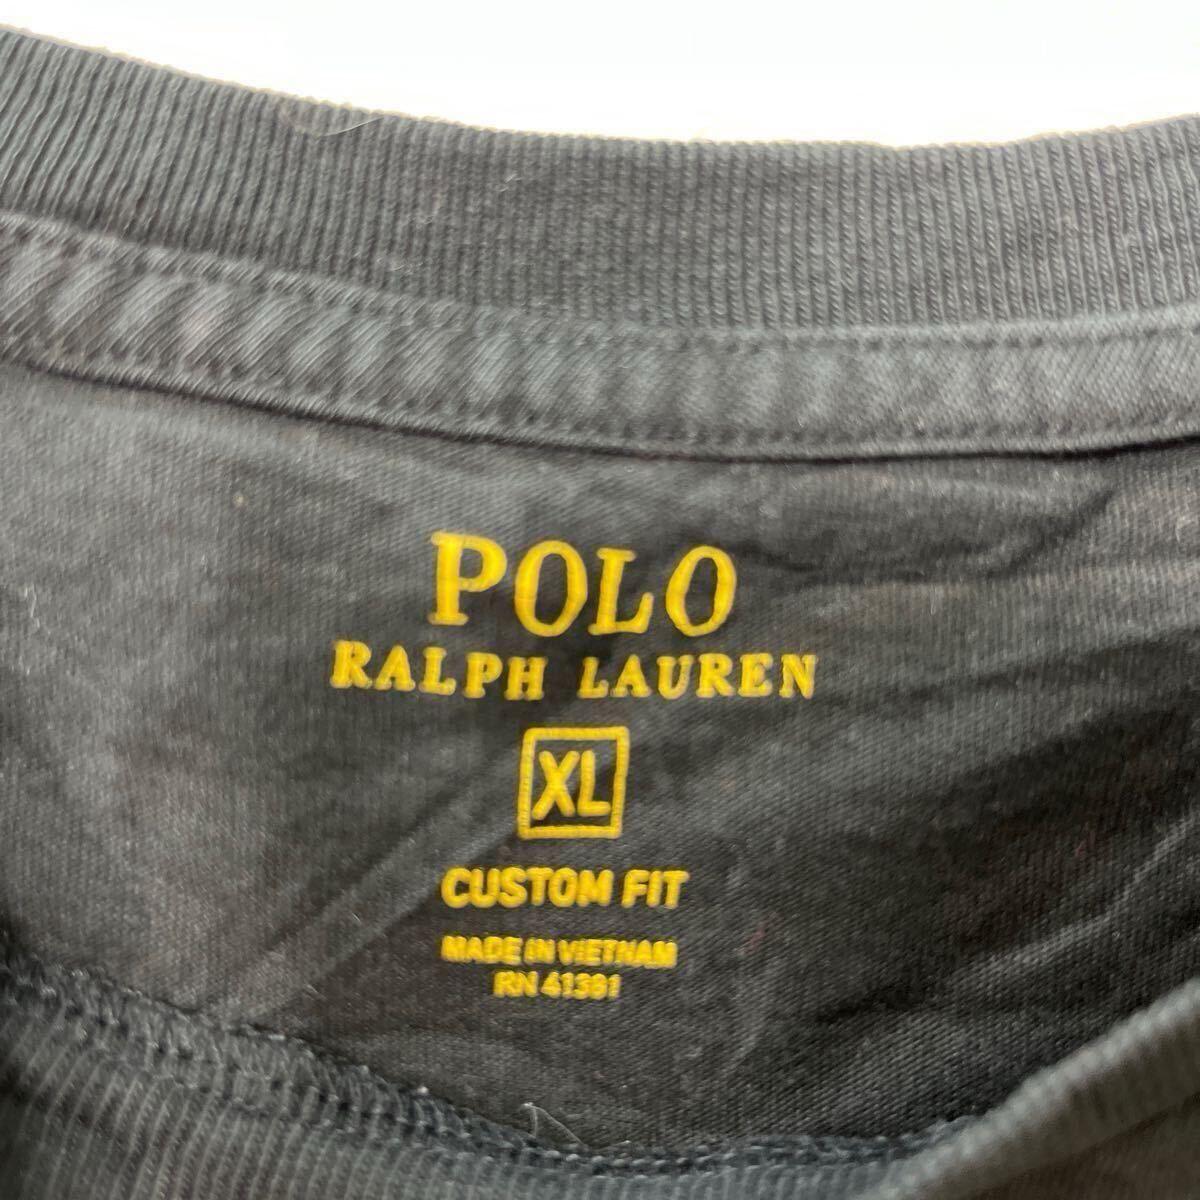 POLO
RALPH LAUREN
XL
CUSTOM FIT
MADE IN VIETNAM
RN 41381